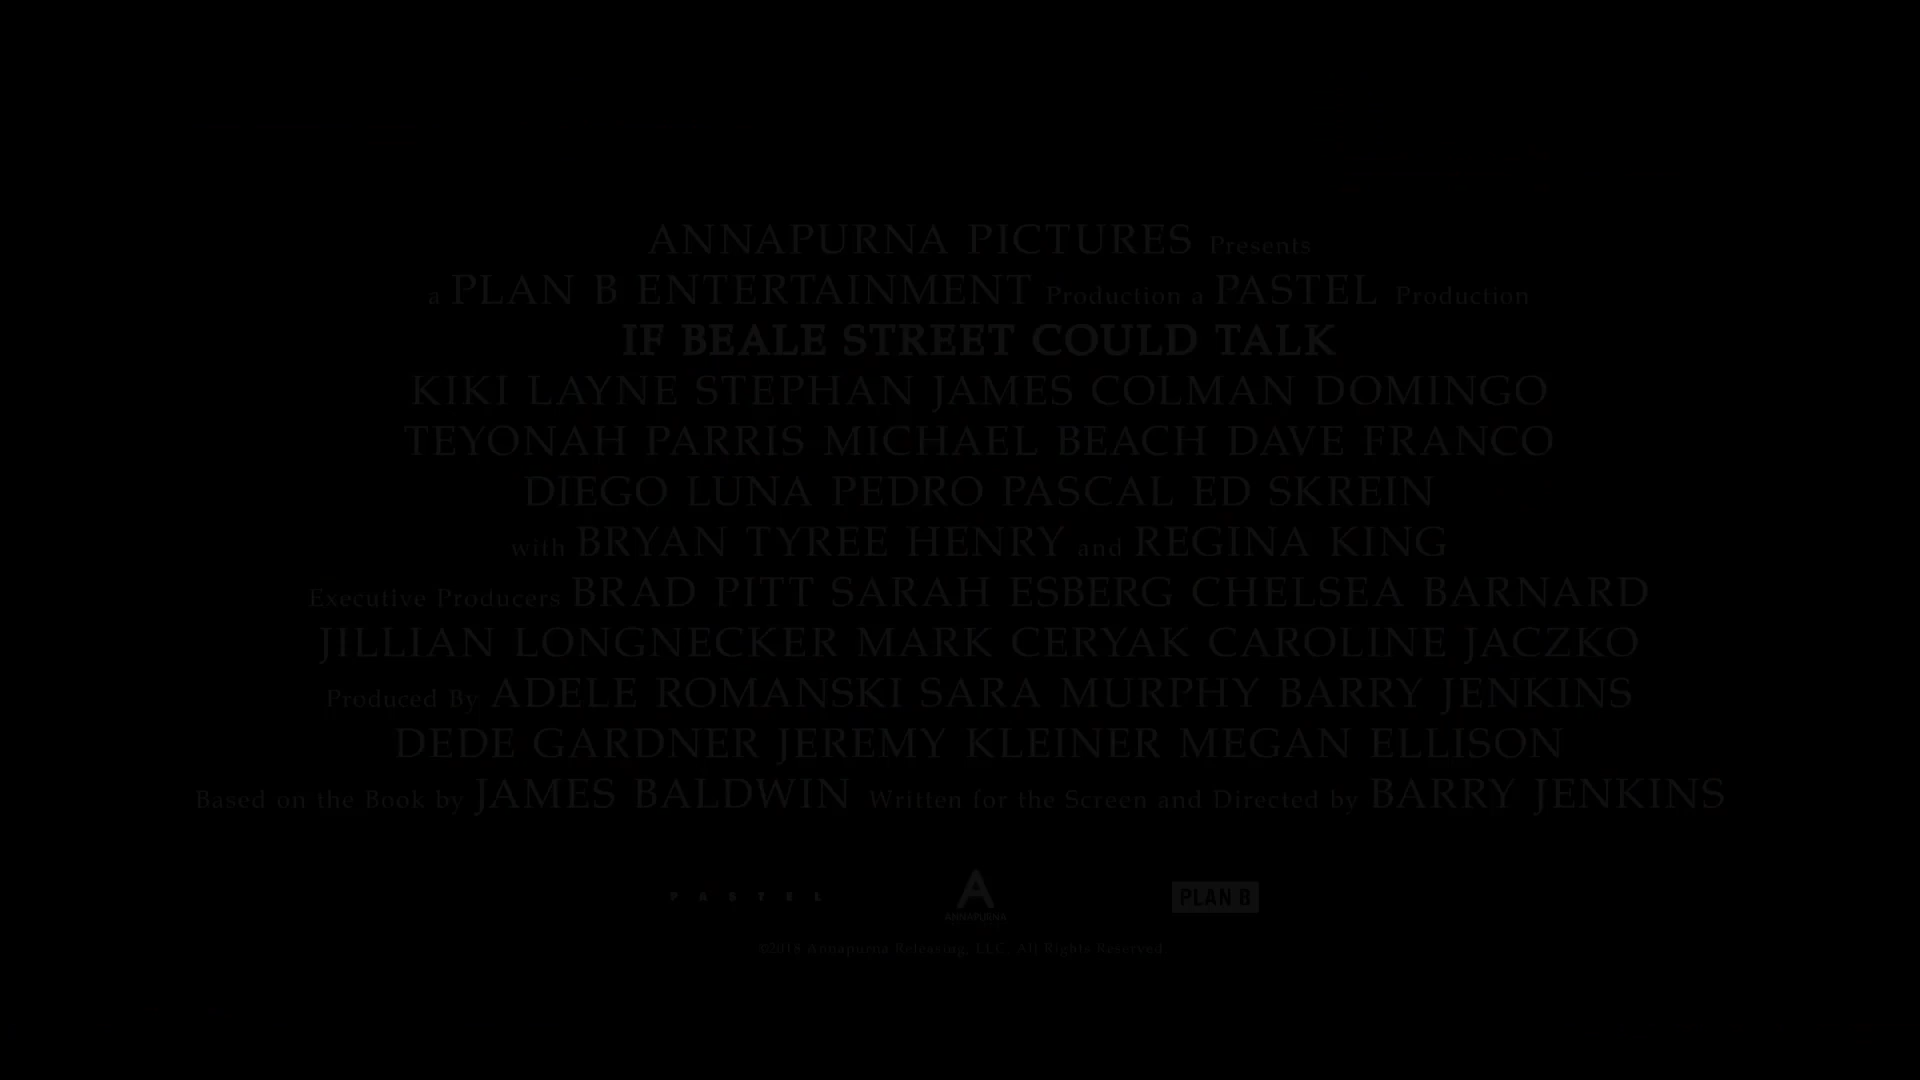 ANNAPURNA PICTURES Presents
a PLAN B ENTERTAINMENT Production a PASTEL Production
IF BEALE STREET COULD TALK
KIKI LAYNE STEPHAN JAMES COLMAN DOMINGO
TEYONAH PARRIS MICHAEL BEACH DAVE FRANCO
DIEGO LUNA PEDRO PASCAL ED SKREIN
with BRYAN TYREE HENRY and REGINA KING
Executive Producers BRAD PITT SARAH ESBERG CHELSEA BARNARD
JILLIAN LONGNECKER MARK CERYAK CAROLINE JACZKO
Produced By ADELE ROMANSKI SARA MURPHY BARRY JENKINS
DEDE GARDNER JEREMY KLEINER MEGAN ELLISON
Based on the Book by JAMES BALDWIN Written for the Screen and Directed by BARRY JENKINS
PASTEL
ANNAPURNA
PLAN B
©2018 Annapurna Releasing, LLC. All Rights Reserved